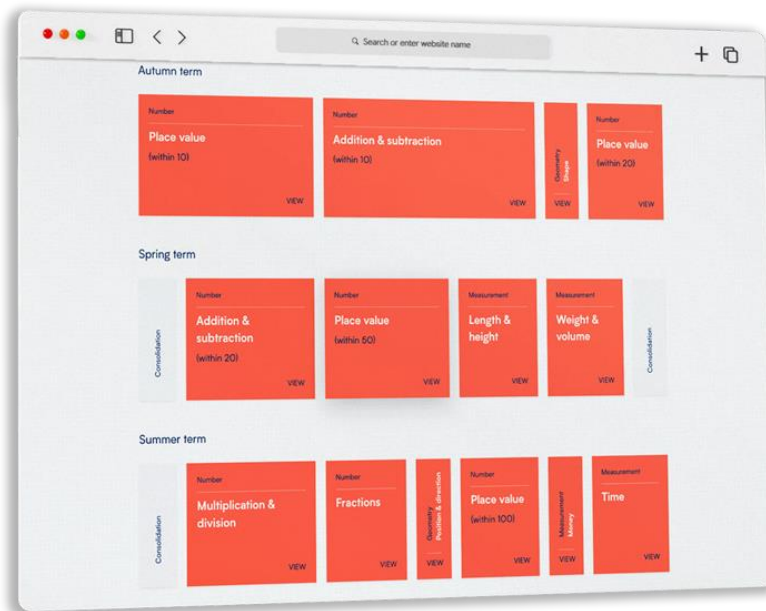 Search or enter website name
Autumn term
Number
Place value
(within 10)
VIEW
Number
Addition & subtraction
(within 10)
VIEW
Geometry
Shape
VIEW
Number
Place value
(within 20)
VIEW
Spring term
Consolidation
Number
Addition &
subtraction
(within 20)
VIEW
Number
Place value
(within 50)
VIEW
Measurement
Length &
height
VIEW
Measurement
Weight &
volume
VIEW
Consolidation
Summer term
Consolidation
Number
Multiplication &
division
VIEW
Number
Fractions
VIEW
Geometry
Position & direction
VIEW
Number
Place value
(within 100)
VIEW
Measurement
Money
VIEW
Measurement
Time
VIEW